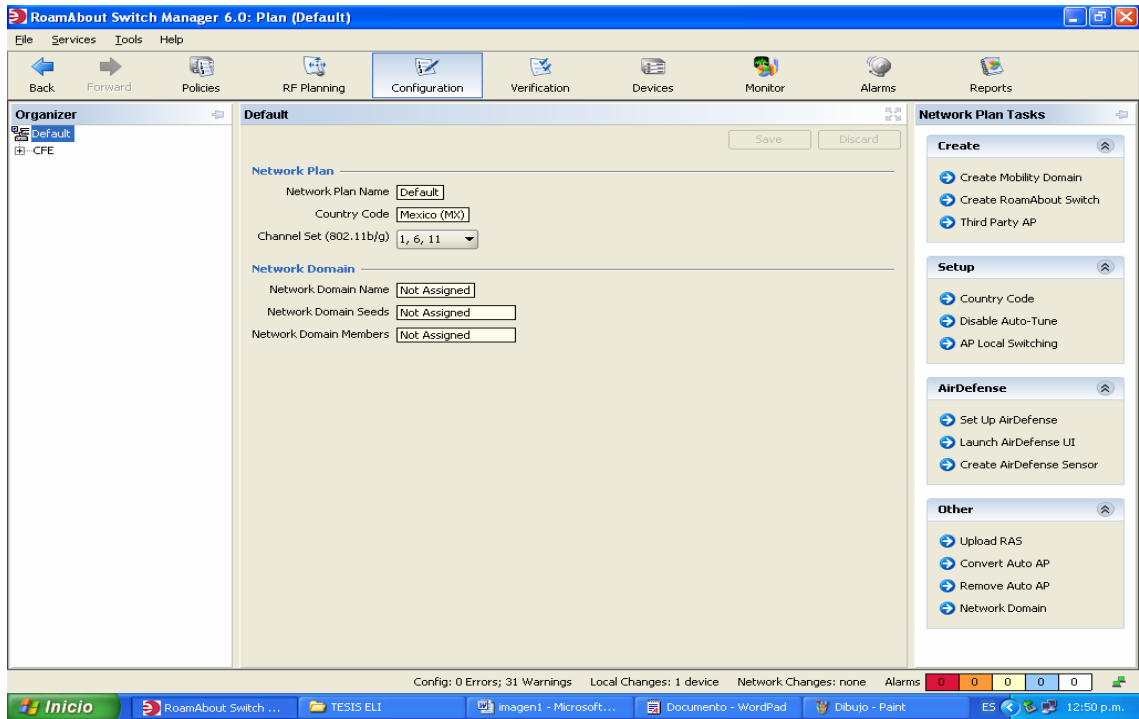 RoamAbout Switch Manager 6.0: Plan (Default)
File Services Tools Help
Back Forward Policies RF Planning Configuration Verification Devices Monitor Alarms Reports
Organizer
Default
CFE
Default
Save Discard
Network Plan
Network Plan Name Default
Country Code Mexico (MX)
Channel Set (802.11b/g) 1, 6, 11
Network Domain
Network Domain Name Not Assigned
Network Domain Seeds Not Assigned
Network Domain Members Not Assigned
Network Plan Tasks
Create
Create Mobility Domain
Create RoamAbout Switch
Third Party AP
Setup
Country Code
Disable Auto-Tune
AP Local Switching
AirDefense
Set Up AirDefense
Launch AirDefense UI
Create AirDefense Sensor
Other
Upload RAS
Convert Auto AP
Remove Auto AP
Network Domain
Config: 0 Errors; 31 Warnings Local Changes: 1 device Network Changes: none Alarms 0 0 0 0 0
Inicio RoamAbout Switch ... TESIS ELI imagen1 - Microsoft... Documento - WordPad Dibujo - Paint ES 12:50 p.m.